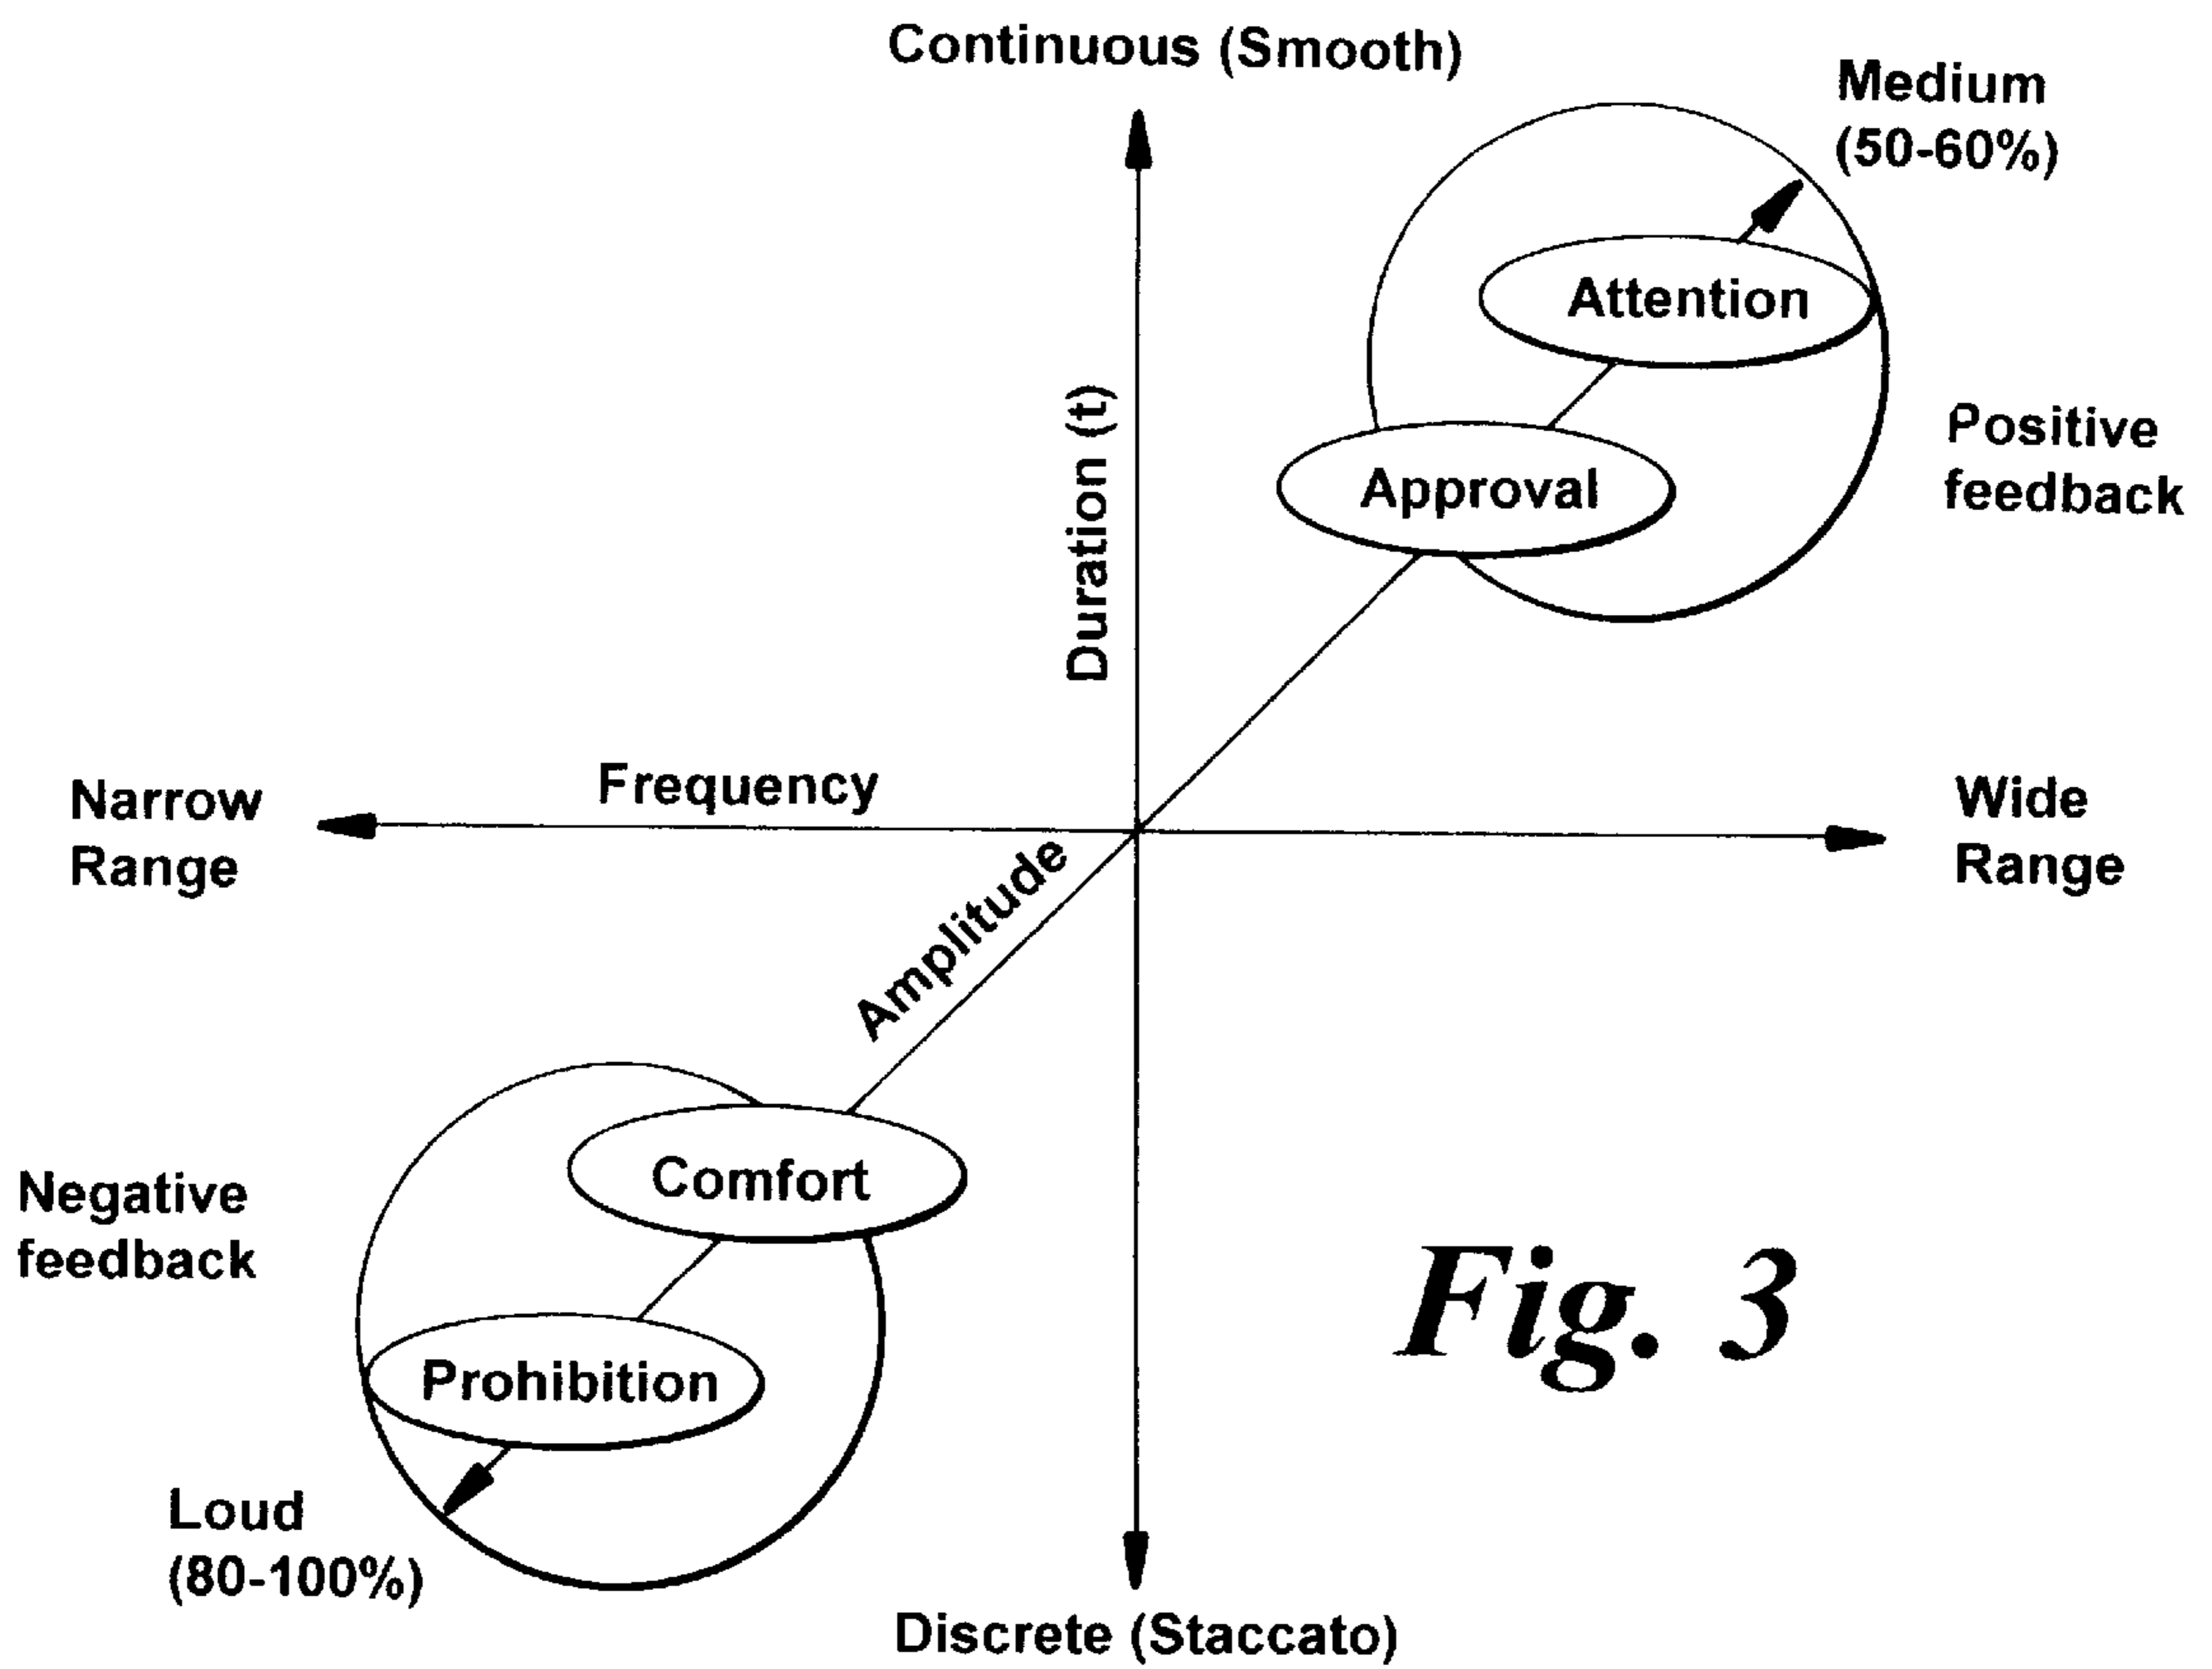 Continuous (Smooth)
Medium
(50-60%)
Attention
Duration (t)
Positive
feedback
Approval
Frequency
Narrow
Range
Wide
Range
Amplitude
Comfort
Negative
feedback
Prohibition
Fig. 3
Loud
(80-100%)
Discrete (Staccato)